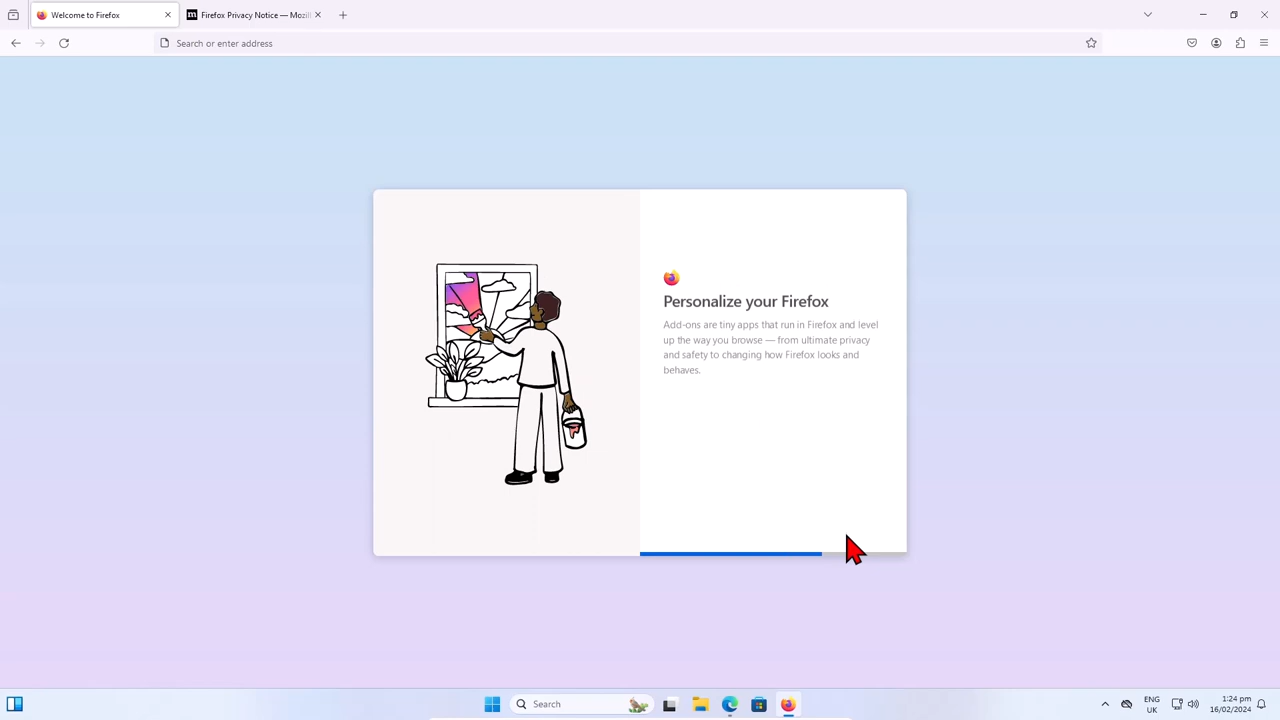 Welcome to Firefox
Firefox Privacy Notice — Mozil
Search or enter address
Personalize your Firefox
Add-ons are tiny apps that run in Firefox and level
up the way you browse — from ultimate privacy
and safety to changing how Firefox looks and
behaves.
Search
ENG
UK
1:24 pm
16/02/2024